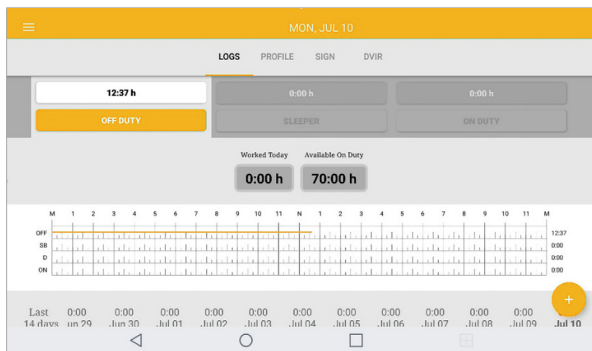 MON, JUL 10
LOGS PROFILE SIGN DVIR
12:37 h 0:00 h 0:00 h
OFF DUTY SLEEPER ON DUTY
Worked Today Available On Duty
0:00 h 70:00 h
M 1 2 3 4 5 6 7 8 9 10 11 N 1 2 3 4 5 6 7 8 9 10 11 M
OFF 12:37
SB 0:00
D 0:00
ON 0:00
+
Last 0:00 0:00 0:00 0:00 0:00 0:00 0:00 0:00 0:00 0:00 0:00
14 days un 29 Jun 30 Jul 01 Jul 02 Jul 03 Jul 04 Jul 05 Jul 06 Jul 07 Jul 08 Jul 09 Jul 10